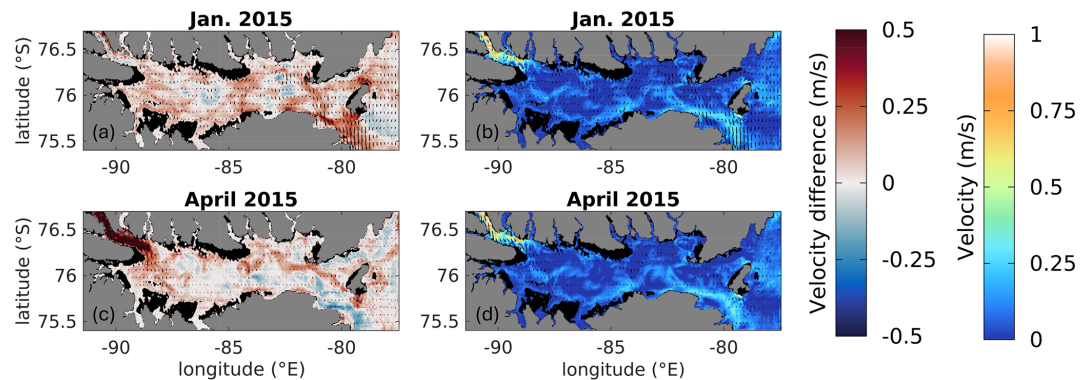 Jan. 2015
Jan. 2015
latitude (°S)
76.5
76
75.5
(a)
-90
-85
-80
76.5
76
75.5
(b)
-90
-85
-80
April 2015
April 2015
latitude (°S)
76.5
76
75.5
(c)
-90
-85
-80
longitude (°E)
76.5
76
75.5
(d)
-90
-85
-80
longitude (°E)
Velocity difference (m/s)
0.5
0.25
0
-0.25
-0.5
Velocity (m/s)
1
0.75
0.5
0.25
0